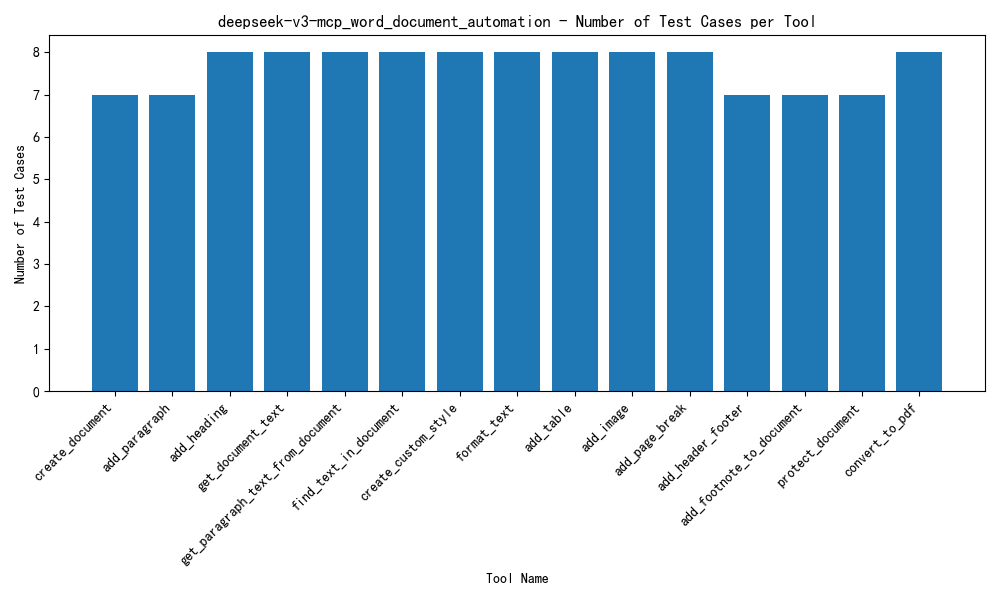 deepseek-v3-mcp_word_document_automation - Number of Test Cases per Tool
Number of Test Cases
8
7
6
5
4
3
2
1
0
create_document
add_paragraph
add_heading
get_document_text
get_paragraph_text_from_document
find_text_in_document
create_custom_style
format_text
add_table
add_image
add_page_break
add_header_footer
add_footnote_to_document
protect_document
convert_to_pdf
Tool Name